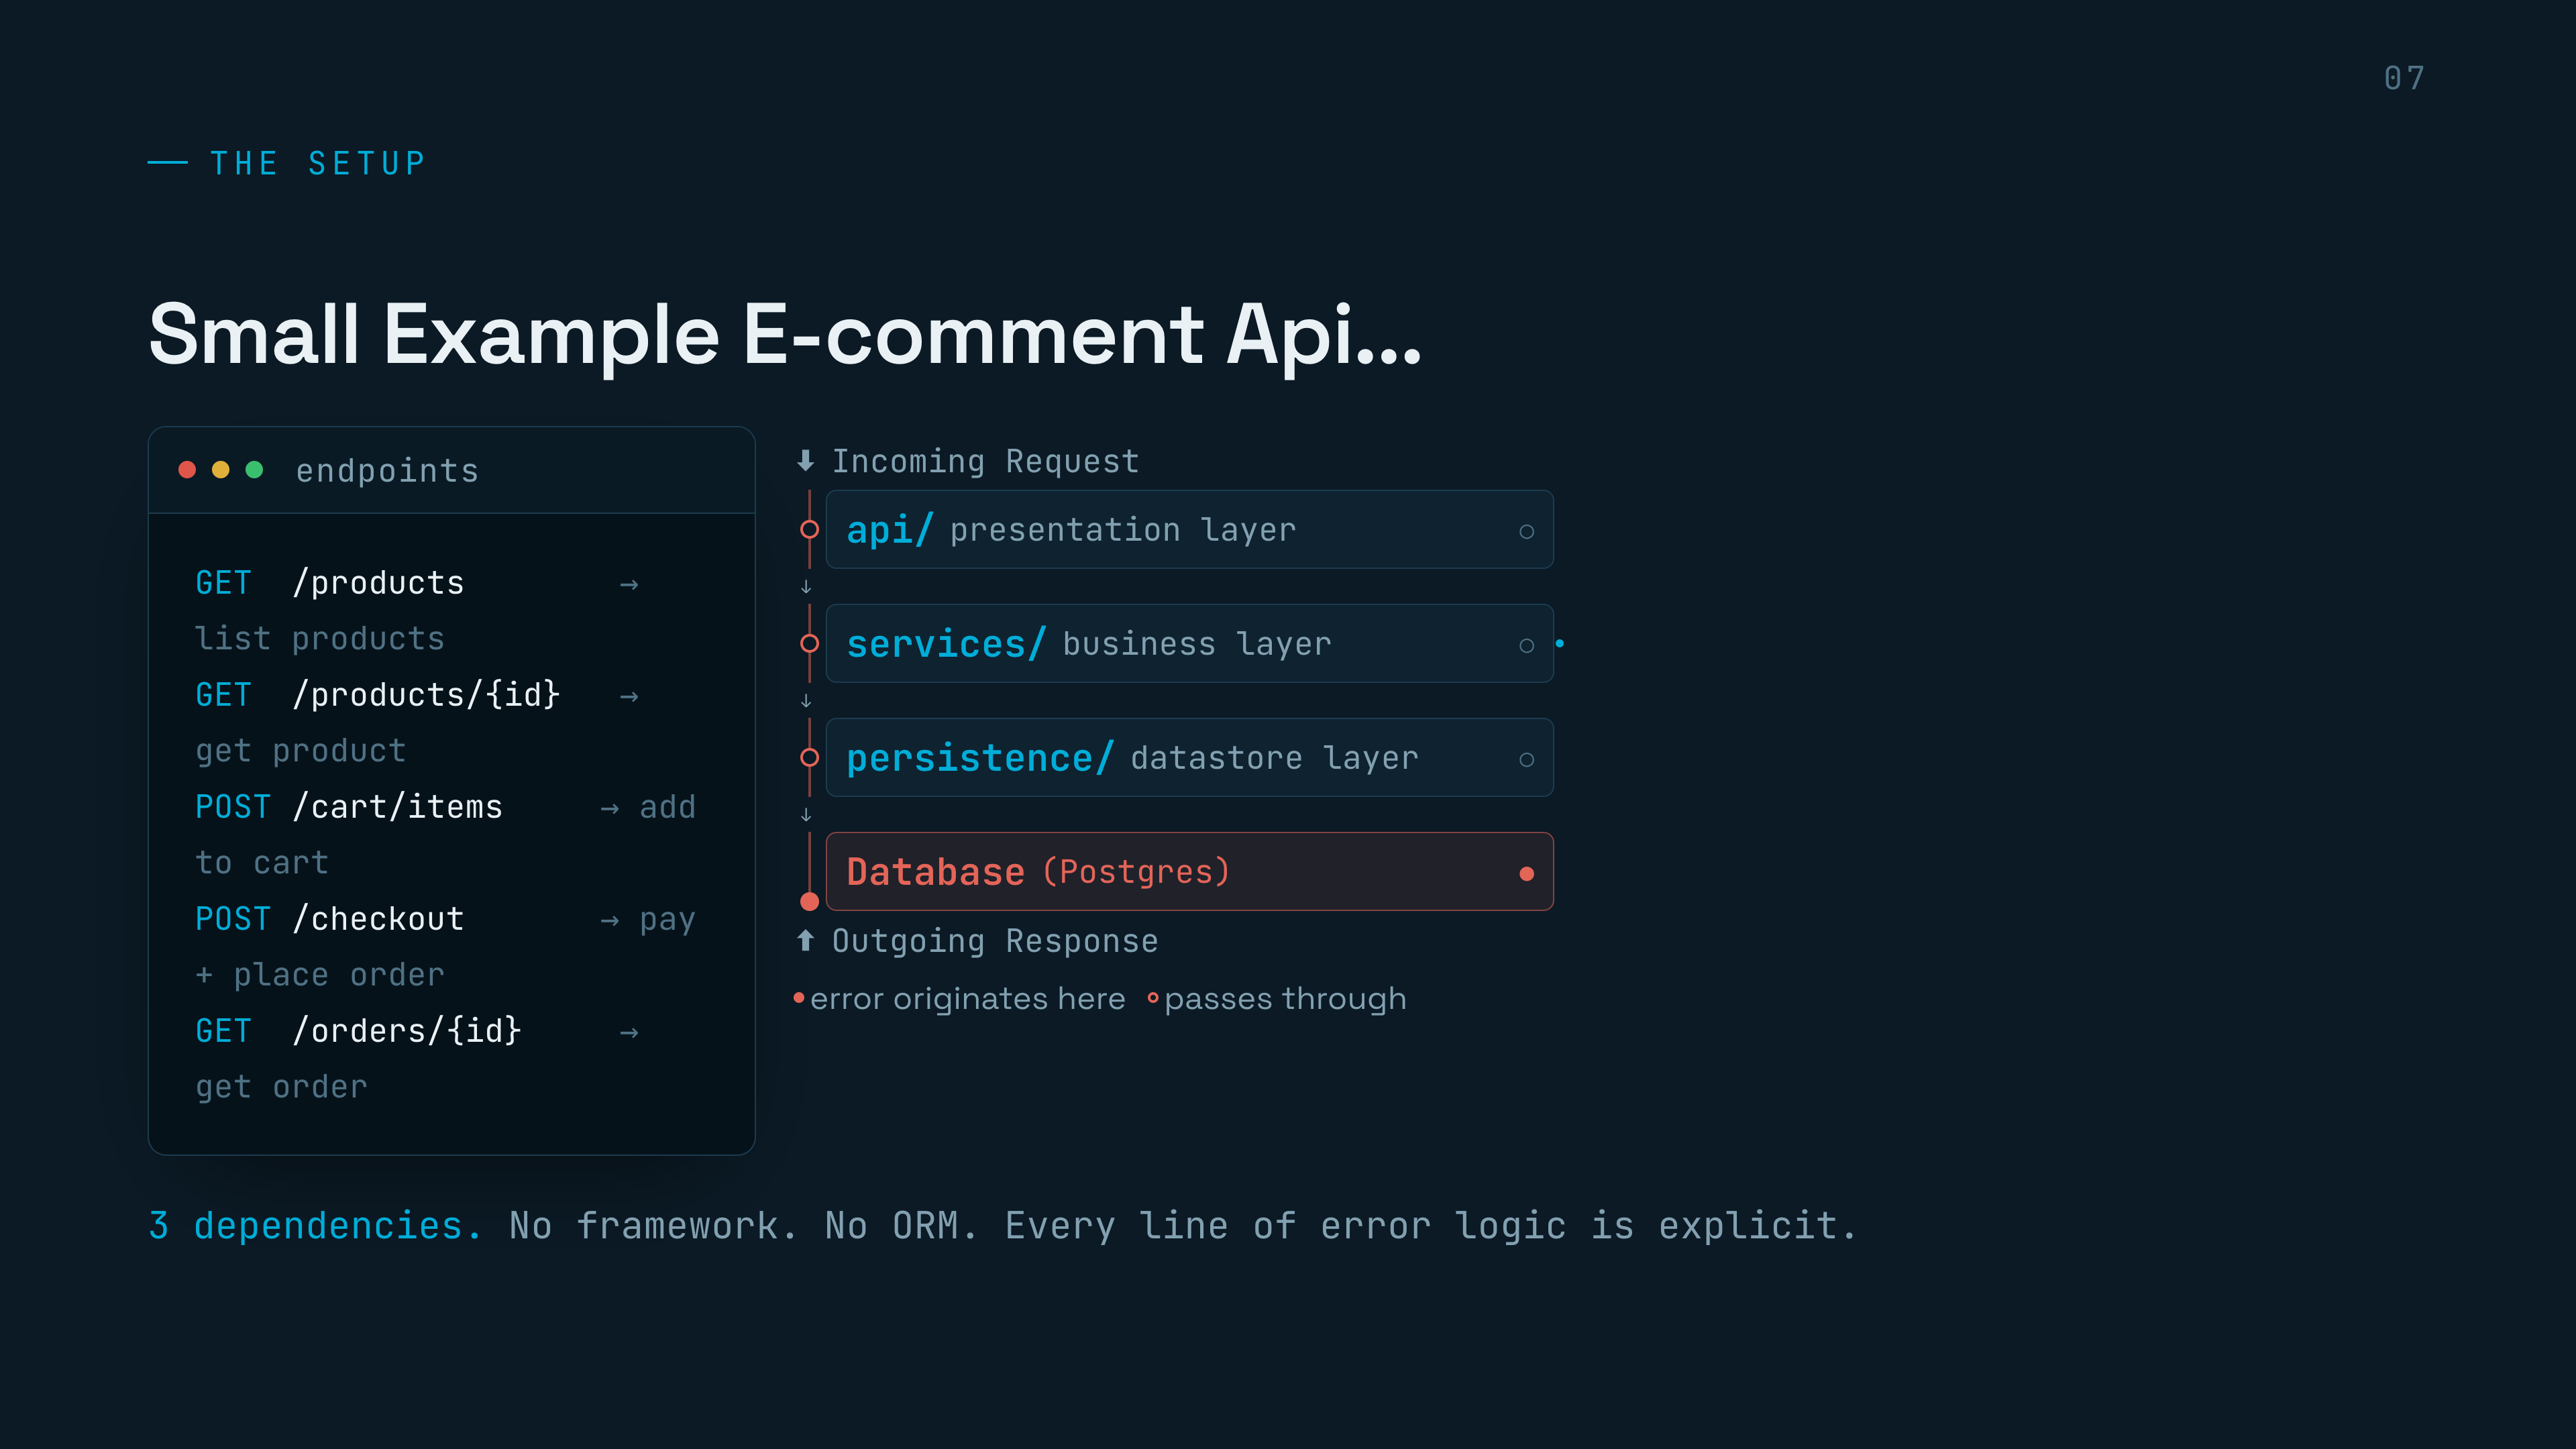 07
THE SETUP
Small Example E-comment Api...
endpoints
GET /products →
list products
GET /products/{id} →
get product
POST /cart/items → add
to cart
POST /checkout → pay
+ place order
GET /orders/{id} →
get order
⬇ Incoming Request
api/ presentation layer
↓
services/ business layer
↓
persistence/ datastore layer
↓
Database (Postgres)
⬆ Outgoing Response
error originates here passes through
3 dependencies. No framework. No ORM. Every line of error logic is explicit.